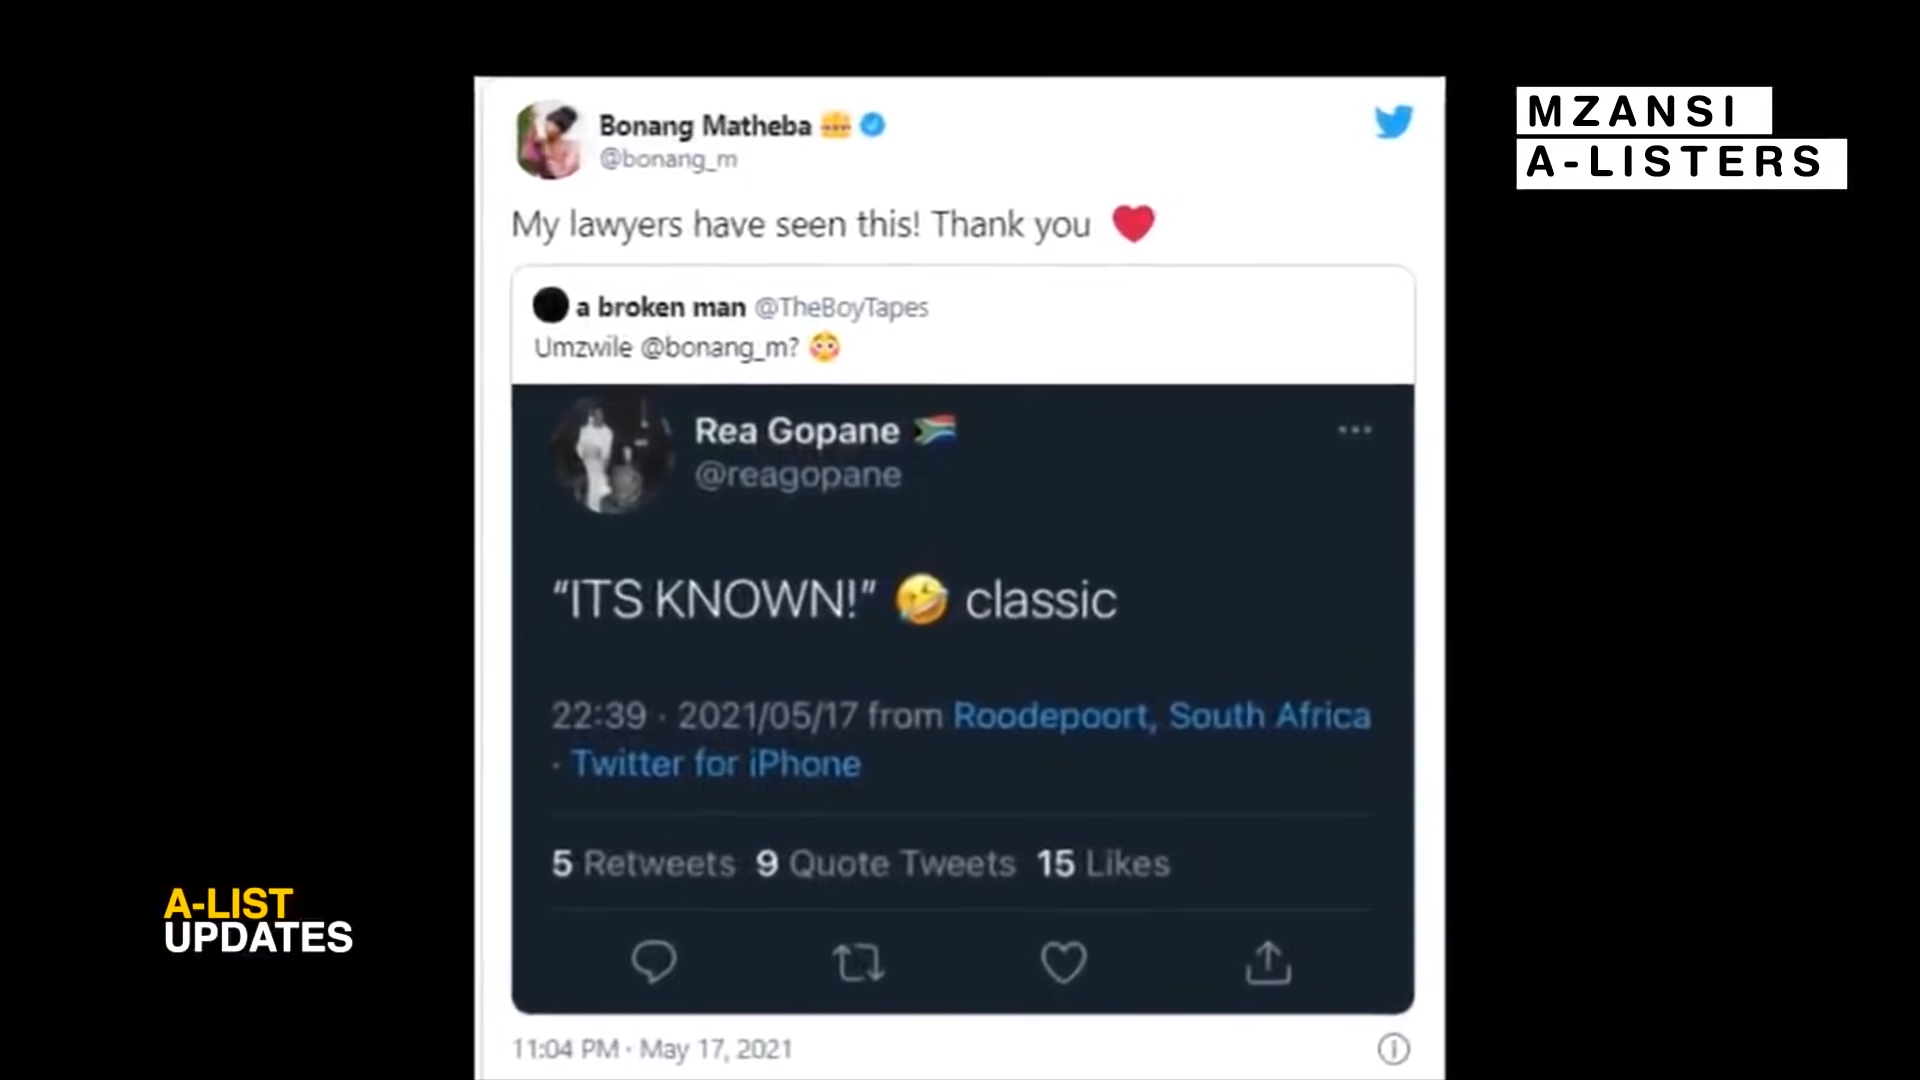 Bonang Matheba
@bonang_m
MZANSI
A-LISTERS
My lawyers have seen this! Thank you
a broken man @TheBoyTapes
Umzwile @bonang_m?
Rea Gopane
@reagopane
“ITS KNOWN!” 🤣 classic
22:39 · 2021/05/17 from Roodepoort, South Africa
· Twitter for iPhone
5 Retweets 9 Quote Tweets 15 Likes
A-LIST
UPDATES
11:04 PM · May 17, 2021